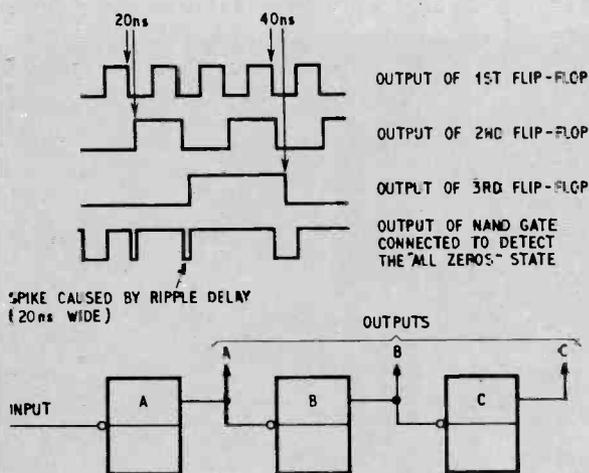 20ns 40ns
OUTPUT OF 1ST FLIP-FLOP
OUTPUT OF 2ND FLIP-FLOP
OUTPUT OF 3RD FLIP-FLOP
OUTPUT OF NAND GATE
CONNECTED TO DETECT
THE "ALL ZEROS" STATE
SPIKE CAUSED BY RIPPLE DELAY
(20ns WIDE)
OUTPUTS
A B C
INPUT A B C